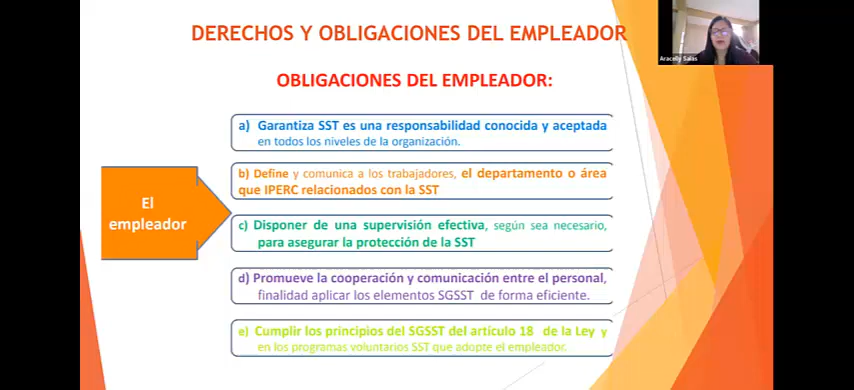 DERECHOS Y OBLIGACIONES DEL EMPLEADOR
Aracelly Salas
OBLIGACIONES DEL EMPLEADOR:
El
empleador
a) Garantiza SST es una responsabilidad conocida y aceptada
en todos los niveles de la organización.
b) Define y comunica a los trabajadores, el departamento o área
que IPERC relacionados con la SST
c) Disponer de una supervisión efectiva, según sea necesario,
para asegurar la protección de la SST
d) Promueve la cooperación y comunicación entre el personal,
finalidad aplicar los elementos SGSST de forma eficiente.
e) Cumplir los principios del SGSST del artículo 18 de la Ley y
en los programas voluntarios SST que adopte el empleador.